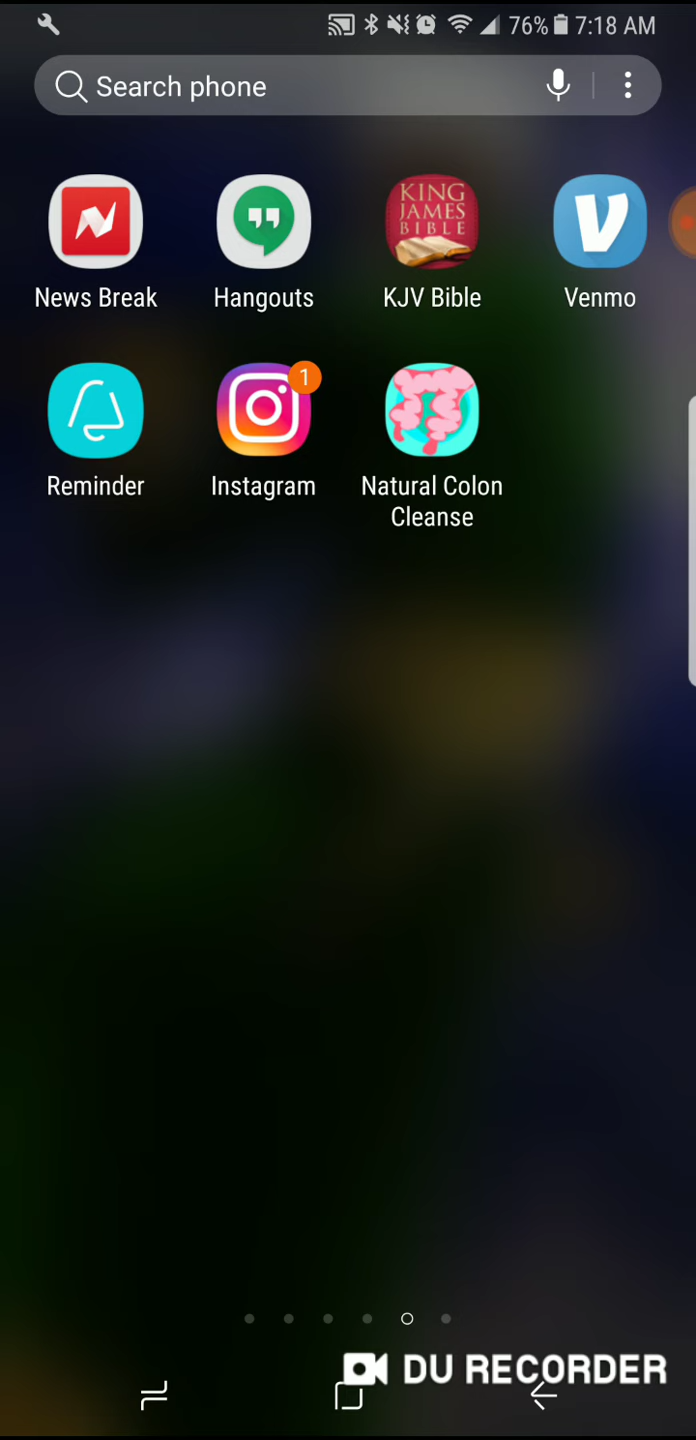 76% 7:18 AM
Search phone
KING
JAMES
BIBLE
News Break Hangouts KJV Bible Venmo
1
Reminder Instagram Natural Colon
Cleanse
DU RECORDER